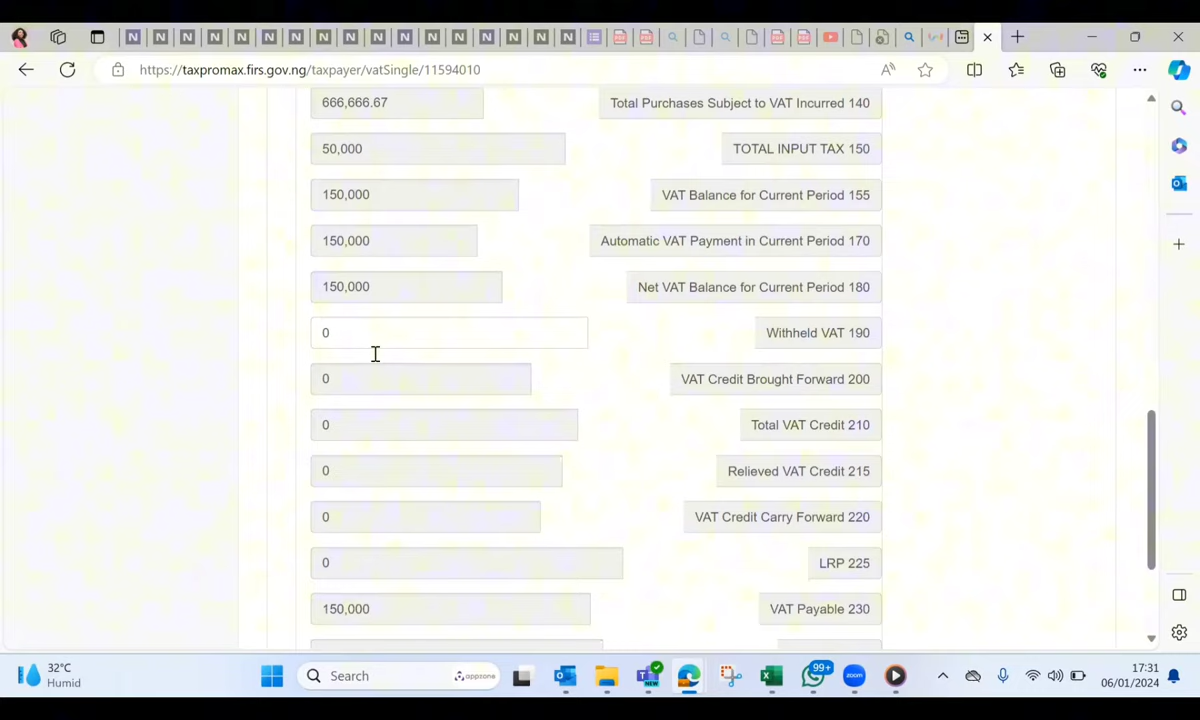 https://taxpromax.firs.gov.ng/taxpayer/vatSingle/11594010
666,666.67 Total Purchases Subject to VAT Incurred 140
50,000 TOTAL INPUT TAX 150
150,000 VAT Balance for Current Period 155
150,000 Automatic VAT Payment in Current Period 170
150,000 Net VAT Balance for Current Period 180
0 Withheld VAT 190
0 VAT Credit Brought Forward 200
0 Total VAT Credit 210
0 Relieved VAT Credit 215
0 VAT Credit Carry Forward 220
0 LRP 225
150,000 VAT Payable 230
32°C
Humid
Search
appzone
NEW
99+
zoom
17:31
06/01/2024